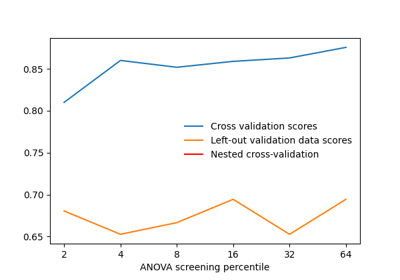 0.85
0.80
0.75
0.70
0.65
Cross validation scores
Left-out validation data scores
Nested cross-validation
2 4 8 16 32 64
ANOVA screening percentile